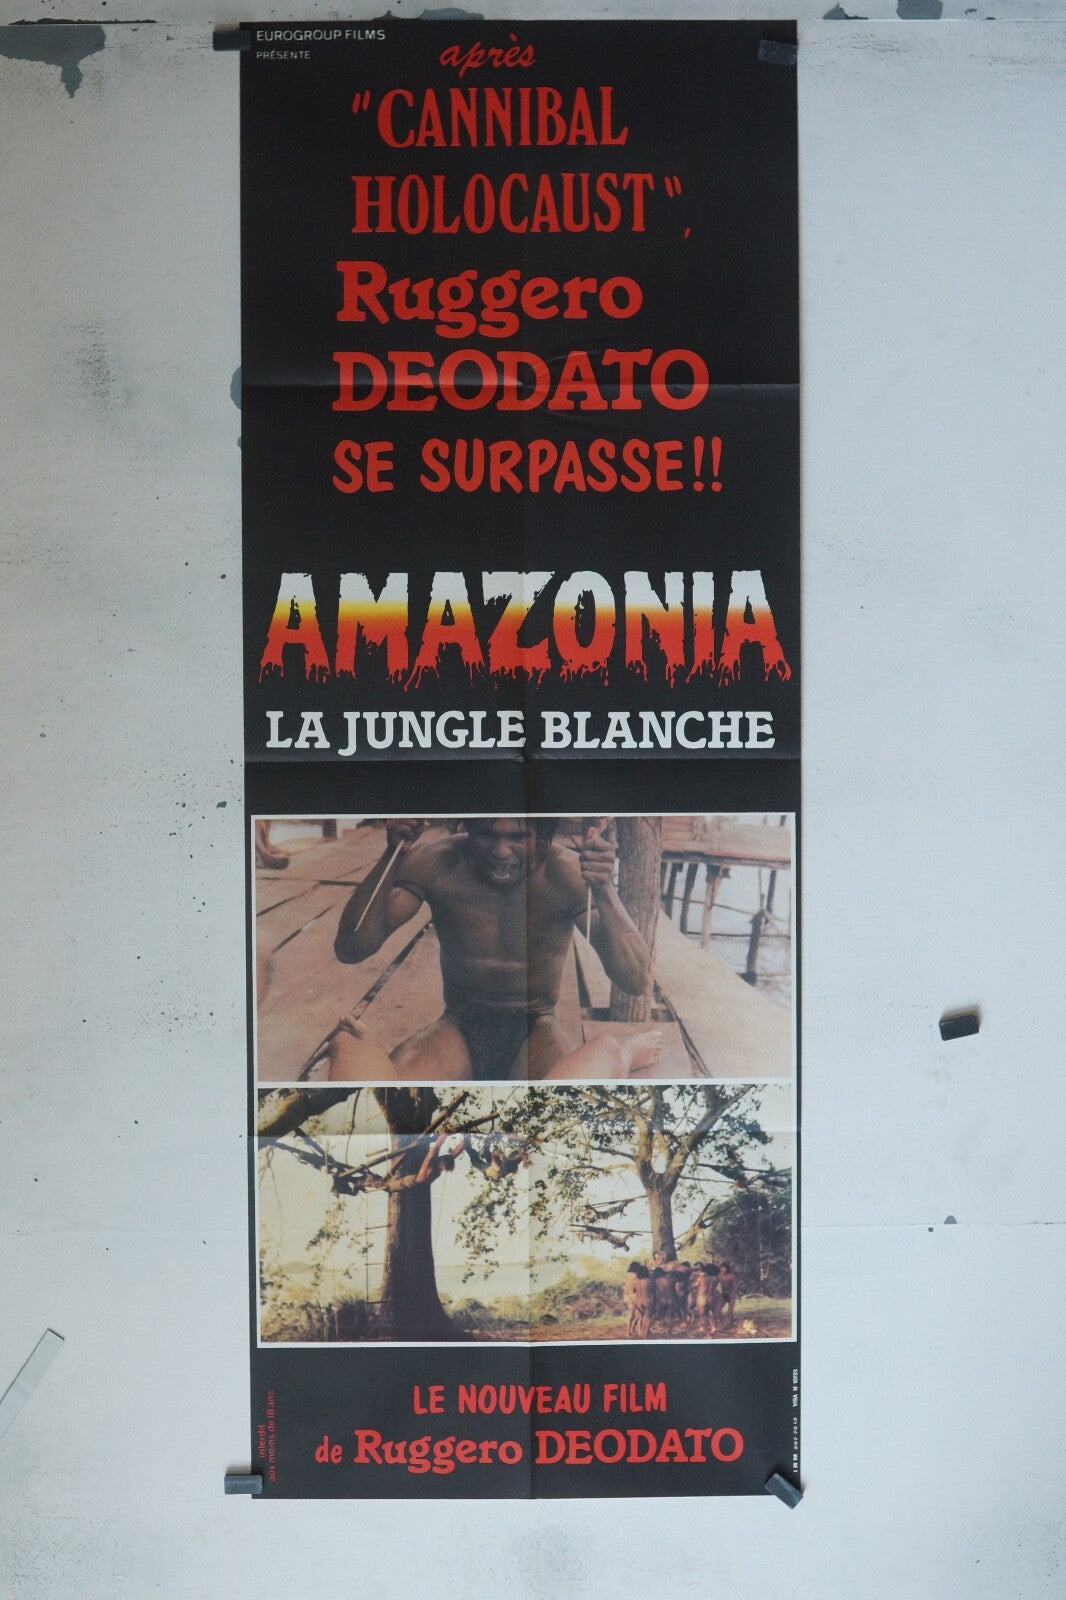 EUROGROUP FILMS
PRÉSENTE
après
"CANNIBAL
HOLOCAUST",
Ruggero
DEODATO
SE SURPASSE!!
AMAZONIA
LA JUNGLE BLANCHE
LE NOUVEAU FILM
de Ruggero DEODATO
interdit
aux moins de 18 ans